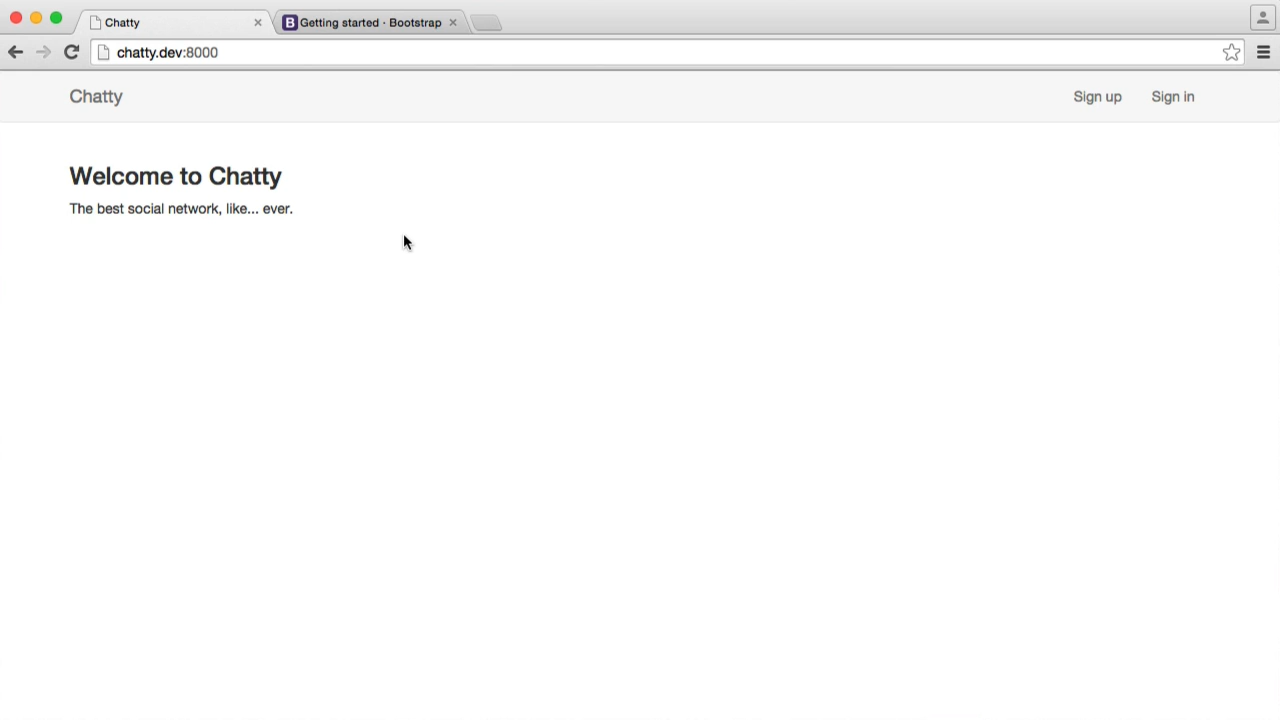 Chatty
Getting started · Bootstrap
chatty.dev:8000
Chatty
Sign up
Sign in
Welcome to Chatty
The best social network, like... ever.